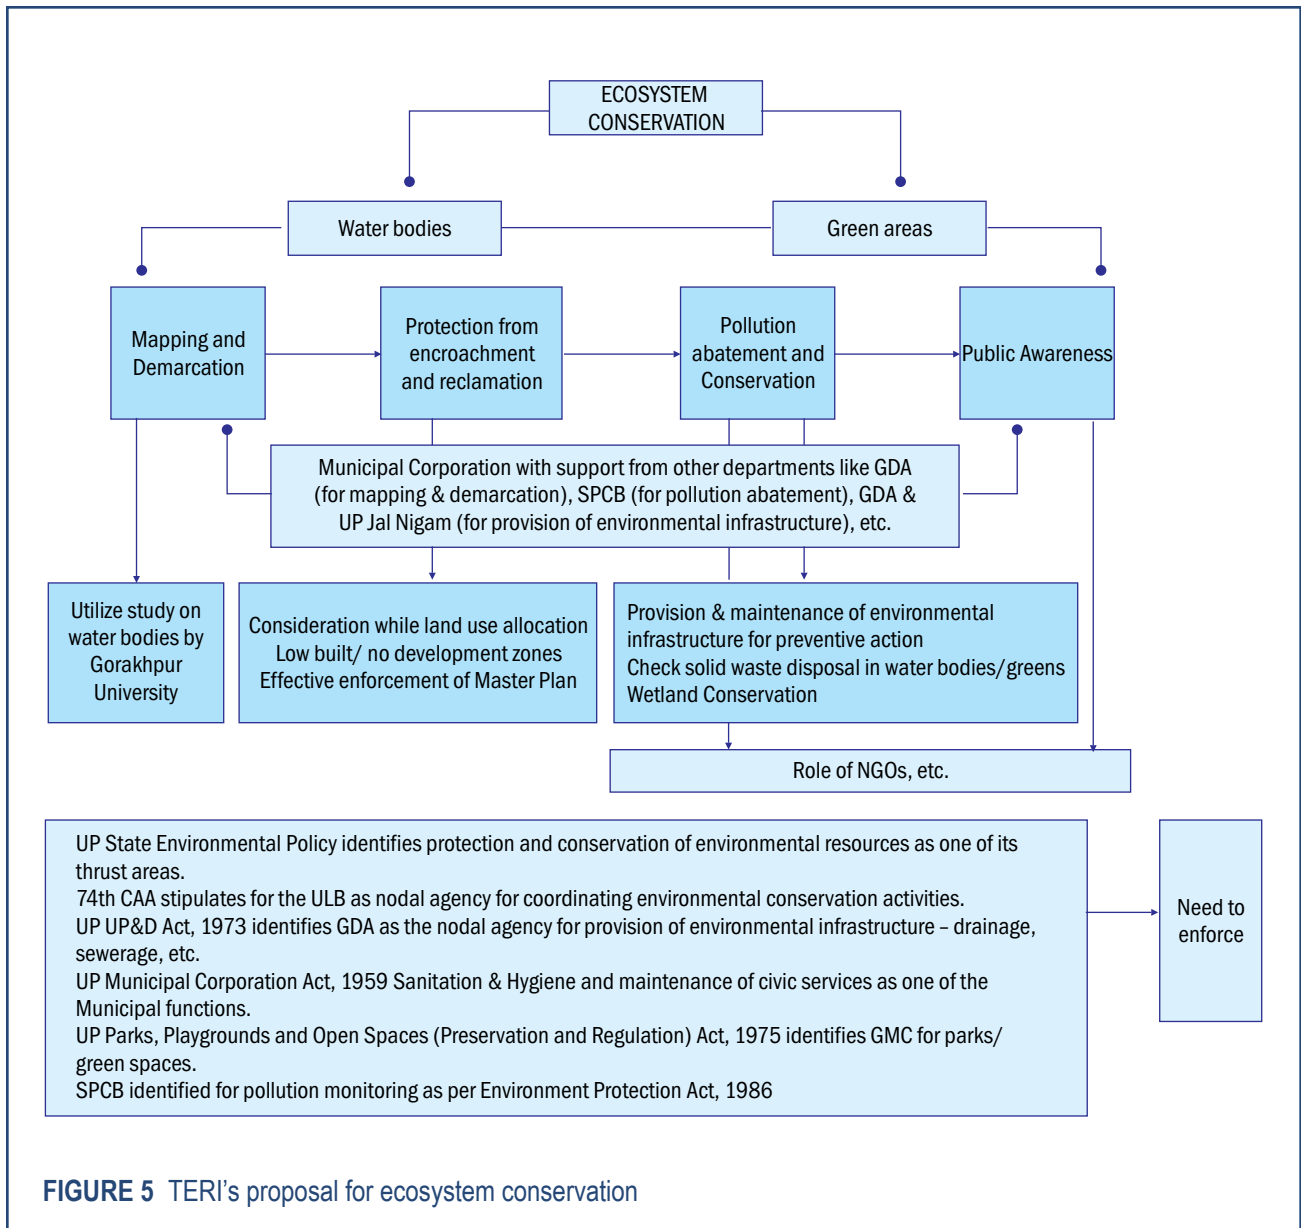 ECOSYSTEM
CONSERVATION
Water bodies
Green areas
Mapping and
Demarcation
Protection from
encroachment
and reclamation
Pollution
abatement and
Conservation
Public Awareness
Municipal Corporation with support from other departments like GDA
(for mapping & demarcation), SPCB (for pollution abatement), GDA &
UP Jal Nigam (for provision of environmental infrastructure), etc.
Utilize study on
water bodies by
Gorakhpur
University
Consideration while land use allocation
Low built/ no development zones
Effective enforcement of Master Plan
Provision & maintenance of environmental
infrastructure for preventive action
Check solid waste disposal in water bodies/greens
Wetland Conservation
Role of NGOs, etc.
UP State Environmental Policy identifies protection and conservation of environmental resources as one of its
thrust areas.
74th CAA stipulates for the ULB as nodal agency for coordinating environmental conservation activities.
UP UP&D Act, 1973 identifies GDA as the nodal agency for provision of environmental infrastructure – drainage,
sewerage, etc.
UP Municipal Corporation Act, 1959 Sanitation & Hygiene and maintenance of civic services as one of the
Municipal functions.
UP Parks, Playgrounds and Open Spaces (Preservation and Regulation) Act, 1975 identifies GMC for parks/
green spaces.
SPCB identified for pollution monitoring as per Environment Protection Act, 1986
Need to
enforce
FIGURE 5 TERI's proposal for ecosystem conservation